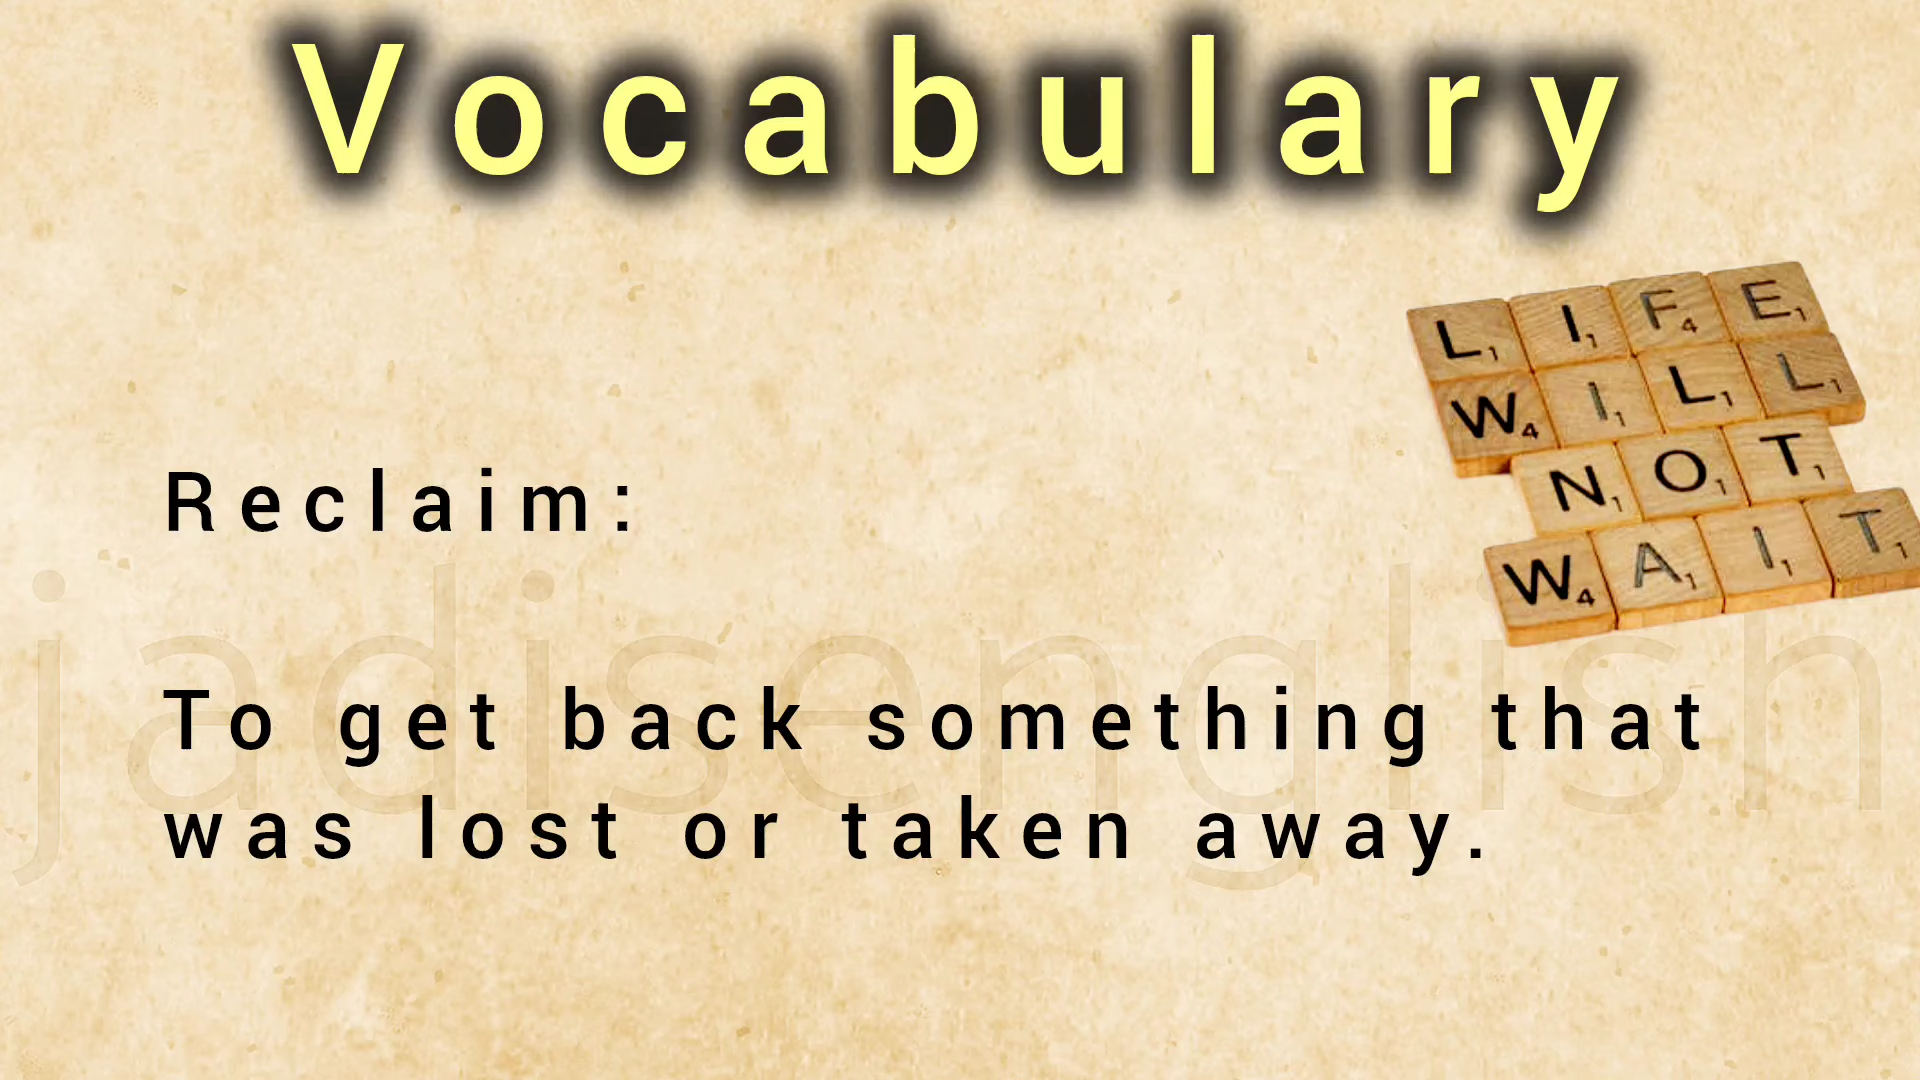 Vocabulary
LIFE
WILL
NOT
WAIT
Reclaim:
jadisenglish
To get back something that
was lost or taken away.